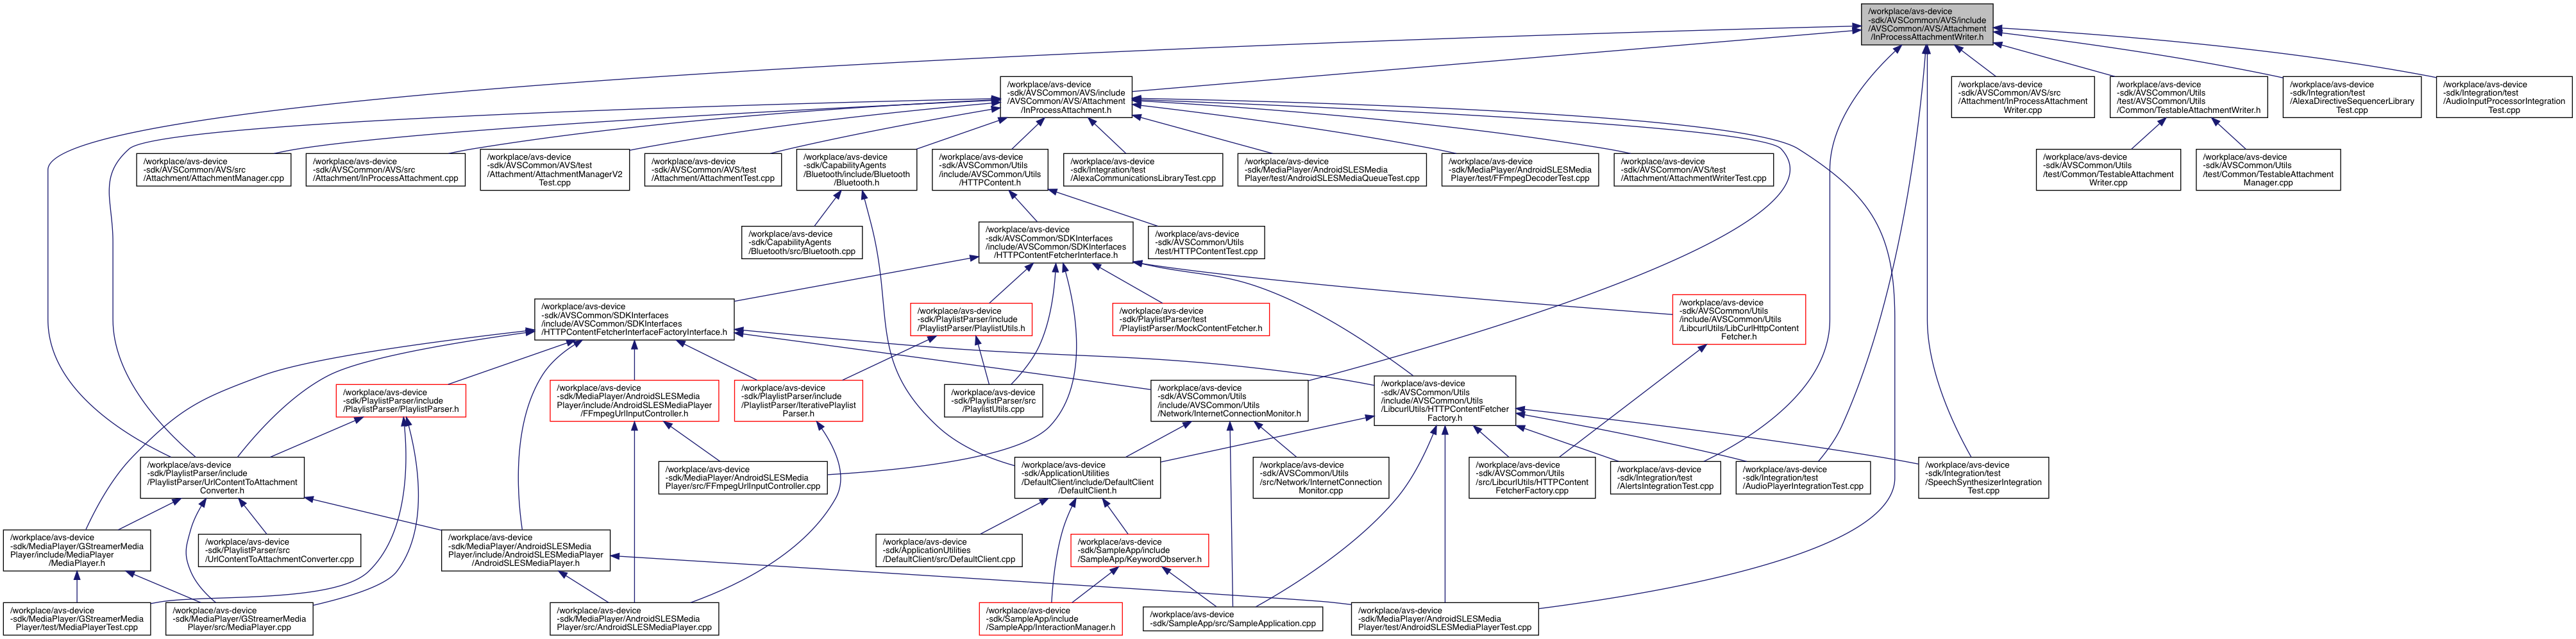 /workplace/avs-device
-sdk/AVSCommon/AVS/include
/AVSCommon/AVS/Attachment
/InProcessAttachmentWriter.h
/workplace/avs-device
-sdk/AVSCommon/AVS/include
/AVSCommon/AVS/Attachment
/InProcessAttachment.h
/workplace/avs-device
-sdk/AVSCommon/AVS/src
/Attachment/InProcessAttachment
Writer.cpp
/workplace/avs-device
-sdk/AVSCommon/Utils
/test/AVSCommon/Utils
/Common/TestableAttachmentWriter.h
/workplace/avs-device
-sdk/Integration/test
/AlexaDirectiveSequencerLibrary
Test.cpp
/workplace/avs-device
-sdk/Integration/test
/AudioInputProcessorIntegration
Test.cpp
/workplace/avs-device
-sdk/AVSCommon/AVS/src
/Attachment/AttachmentManager.cpp
/workplace/avs-device
-sdk/AVSCommon/AVS/src
/Attachment/InProcessAttachment.cpp
/workplace/avs-device
-sdk/AVSCommon/AVS/test
/Attachment/AttachmentManagerV2
Test.cpp
/workplace/avs-device
-sdk/AVSCommon/AVS/test
/Attachment/AttachmentTest.cpp
/workplace/avs-device
-sdk/CapabilityAgents
/Bluetooth/include/Bluetooth
/Bluetooth.h
/workplace/avs-device
-sdk/AVSCommon/Utils
/include/AVSCommon/Utils
/HTTPContent.h
/workplace/avs-device
-sdk/Integration/test
/AlexaCommunicationsLibraryTest.cpp
/workplace/avs-device
-sdk/MediaPlayer/AndroidSLESMedia
Player/test/AndroidSLESMediaQueueTest.cpp
/workplace/avs-device
-sdk/MediaPlayer/AndroidSLESMedia
Player/test/FFmpegDecoderTest.cpp
/workplace/avs-device
-sdk/AVSCommon/AVS/test
/Attachment/AttachmentWriterTest.cpp
/workplace/avs-device
-sdk/AVSCommon/Utils
/test/Common/TestableAttachment
Writer.cpp
/workplace/avs-device
-sdk/AVSCommon/Utils
/test/Common/TestableAttachment
Manager.cpp
/workplace/avs-device
-sdk/CapabilityAgents
/Bluetooth/src/Bluetooth.cpp
/workplace/avs-device
-sdk/AVSCommon/SDKInterfaces
/include/AVSCommon/SDKInterfaces
/HTTPContentFetcherInterface.h
/workplace/avs-device
-sdk/AVSCommon/Utils
/test/HTTPContentTest.cpp
/workplace/avs-device
-sdk/AVSCommon/SDKInterfaces
/include/AVSCommon/SDKInterfaces
/HTTPContentFetcherInterfaceFactoryInterface.h
/workplace/avs-device
-sdk/PlaylistParser/include
/PlaylistParser/PlaylistUtils.h
/workplace/avs-device
-sdk/PlaylistParser/test
/PlaylistParser/MockContentFetcher.h
/workplace/avs-device
-sdk/AVSCommon/Utils
/include/AVSCommon/Utils
/LibcurlUtils/LibCurlHttpContent
Fetcher.h
/workplace/avs-device
-sdk/PlaylistParser/include
/PlaylistParser/PlaylistParser.h
/workplace/avs-device
-sdk/MediaPlayer/AndroidSLESMedia
Player/include/AndroidSLESMediaPlayer
/FFmpegUrlInputController.h
/workplace/avs-device
-sdk/PlaylistParser/include
/PlaylistParser/IterativePlaylist
Parser.h
/workplace/avs-device
-sdk/PlaylistParser/src
/PlaylistUtils.cpp
/workplace/avs-device
-sdk/AVSCommon/Utils
/include/AVSCommon/Utils
/Network/InternetConnectionMonitor.h
/workplace/avs-device
-sdk/AVSCommon/Utils
/include/AVSCommon/Utils
/LibcurlUtils/HTTPContentFetcher
Factory.h
/workplace/avs-device
-sdk/PlaylistParser/include
/PlaylistParser/UrlContentToAttachment
Converter.h
/workplace/avs-device
-sdk/MediaPlayer/AndroidSLESMedia
Player/src/FFmpegUrlInputController.cpp
/workplace/avs-device
-sdk/ApplicationUtilities
/DefaultClient/include/DefaultClient
/DefaultClient.h
/workplace/avs-device
-sdk/AVSCommon/Utils
/src/Network/InternetConnection
Monitor.cpp
/workplace/avs-device
-sdk/AVSCommon/Utils
/src/LibcurlUtils/HTTPContent
FetcherFactory.cpp
/workplace/avs-device
-sdk/Integration/test
/AlertsIntegrationTest.cpp
/workplace/avs-device
-sdk/Integration/test
/AudioPlayerIntegrationTest.cpp
/workplace/avs-device
-sdk/Integration/test
/SpeechSynthesizerIntegration
Test.cpp
/workplace/avs-device
-sdk/MediaPlayer/GStreamerMedia
Player/include/MediaPlayer
/MediaPlayer.h
/workplace/avs-device
-sdk/PlaylistParser/src
/UrlContentToAttachmentConverter.cpp
/workplace/avs-device
-sdk/MediaPlayer/AndroidSLESMedia
Player/include/AndroidSLESMediaPlayer
/AndroidSLESMediaPlayer.h
/workplace/avs-device
-sdk/ApplicationUtilities
/DefaultClient/src/DefaultClient.cpp
/workplace/avs-device
-sdk/SampleApp/include
/SampleApp/KeywordObserver.h
/workplace/avs-device
-sdk/MediaPlayer/GStreamerMedia
Player/test/MediaPlayerTest.cpp
/workplace/avs-device
-sdk/MediaPlayer/GStreamerMedia
Player/src/MediaPlayer.cpp
/workplace/avs-device
-sdk/MediaPlayer/AndroidSLESMedia
Player/src/AndroidSLESMediaPlayer.cpp
/workplace/avs-device
-sdk/SampleApp/include
/SampleApp/InteractionManager.h
/workplace/avs-device
-sdk/SampleApp/src/SampleApplication.cpp
/workplace/avs-device
-sdk/MediaPlayer/AndroidSLESMedia
Player/test/AndroidSLESMediaPlayerTest.cpp